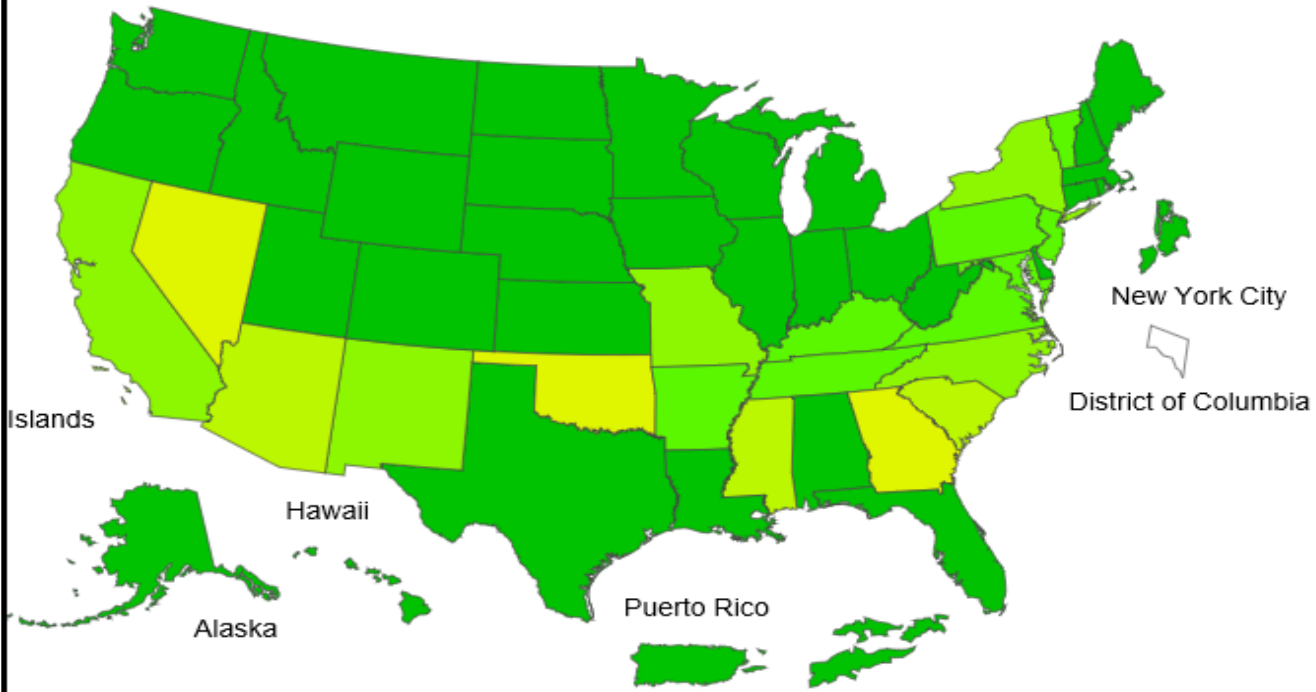 New York City
District of Columbia
Islands
Hawaii
Puerto Rico
Alaska